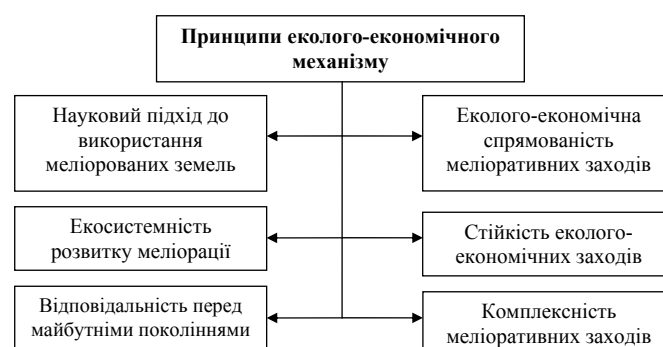 Принципи еколого-економічного
механізму
Науковий підхід до
використання
меліорованих земель
Еколого-економічна
спрямованість
меліоративних заходів
Екосистемність
розвитку меліорації
Стійкість еколого-
економічних заходів
Відповідальність перед
майбутніми поколіннями
Комплексність
меліоративних заходів